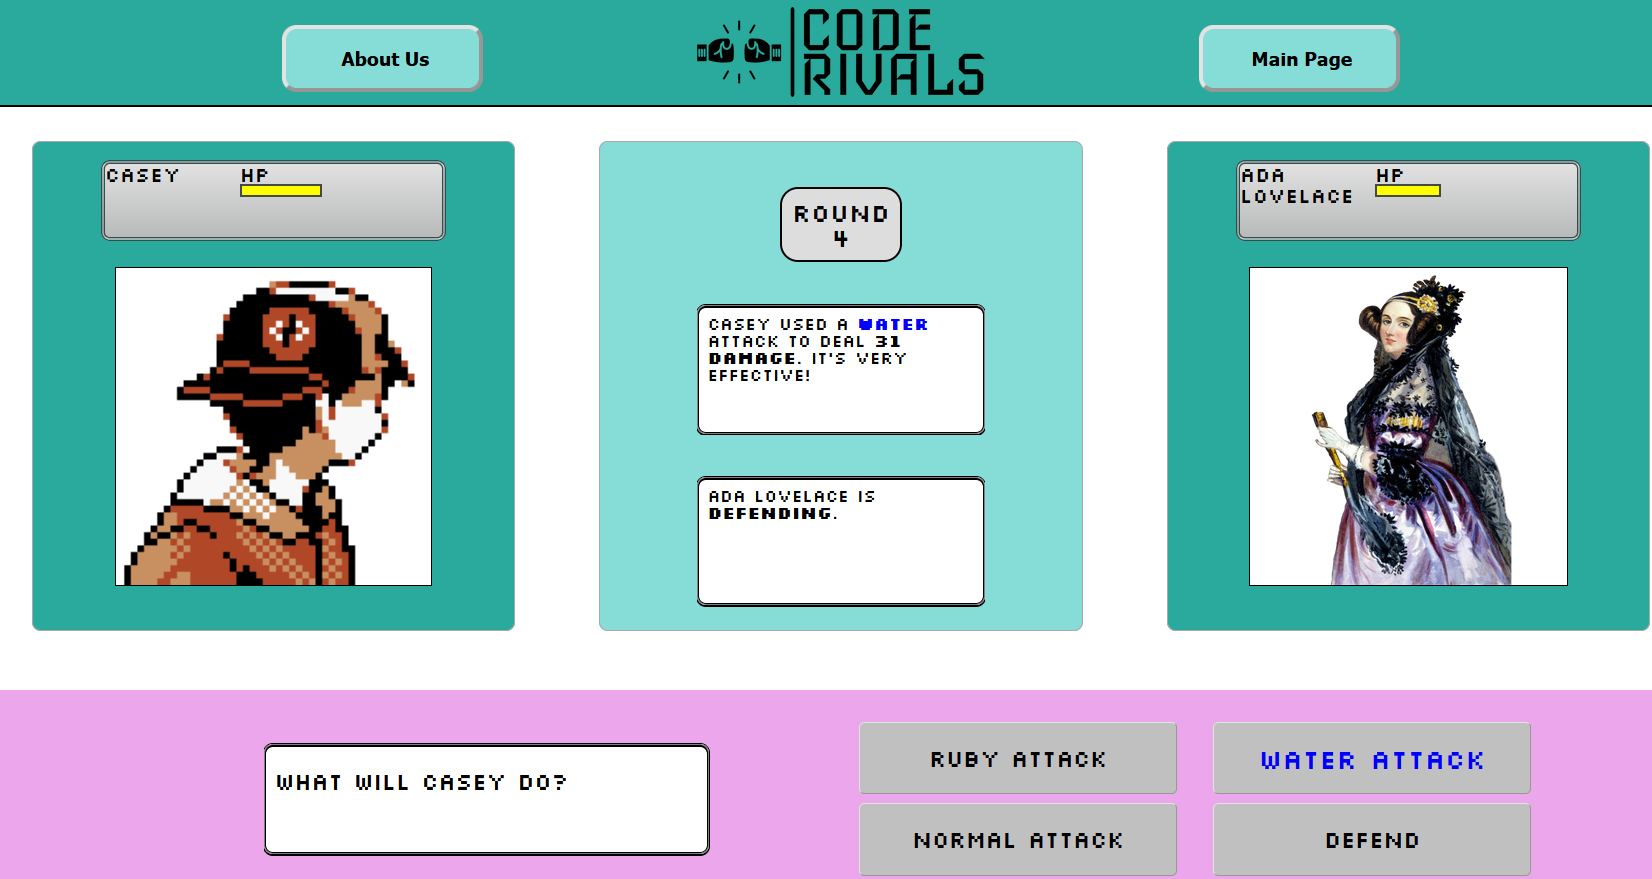 About Us
CODE
RIVALS
Main Page
CASEY HP
ADA HP
LOVELACE
ROUND
4
CASEY USED A WATER
ATTACK TO DEAL 31
DAMAGE. IT'S VERY
EFFECTIVE!
ADA LOVELACE IS
DEFENDING.
WHAT WILL CASEY DO?
RUBY ATTACK
WATER ATTACK
NORMAL ATTACK
DEFEND